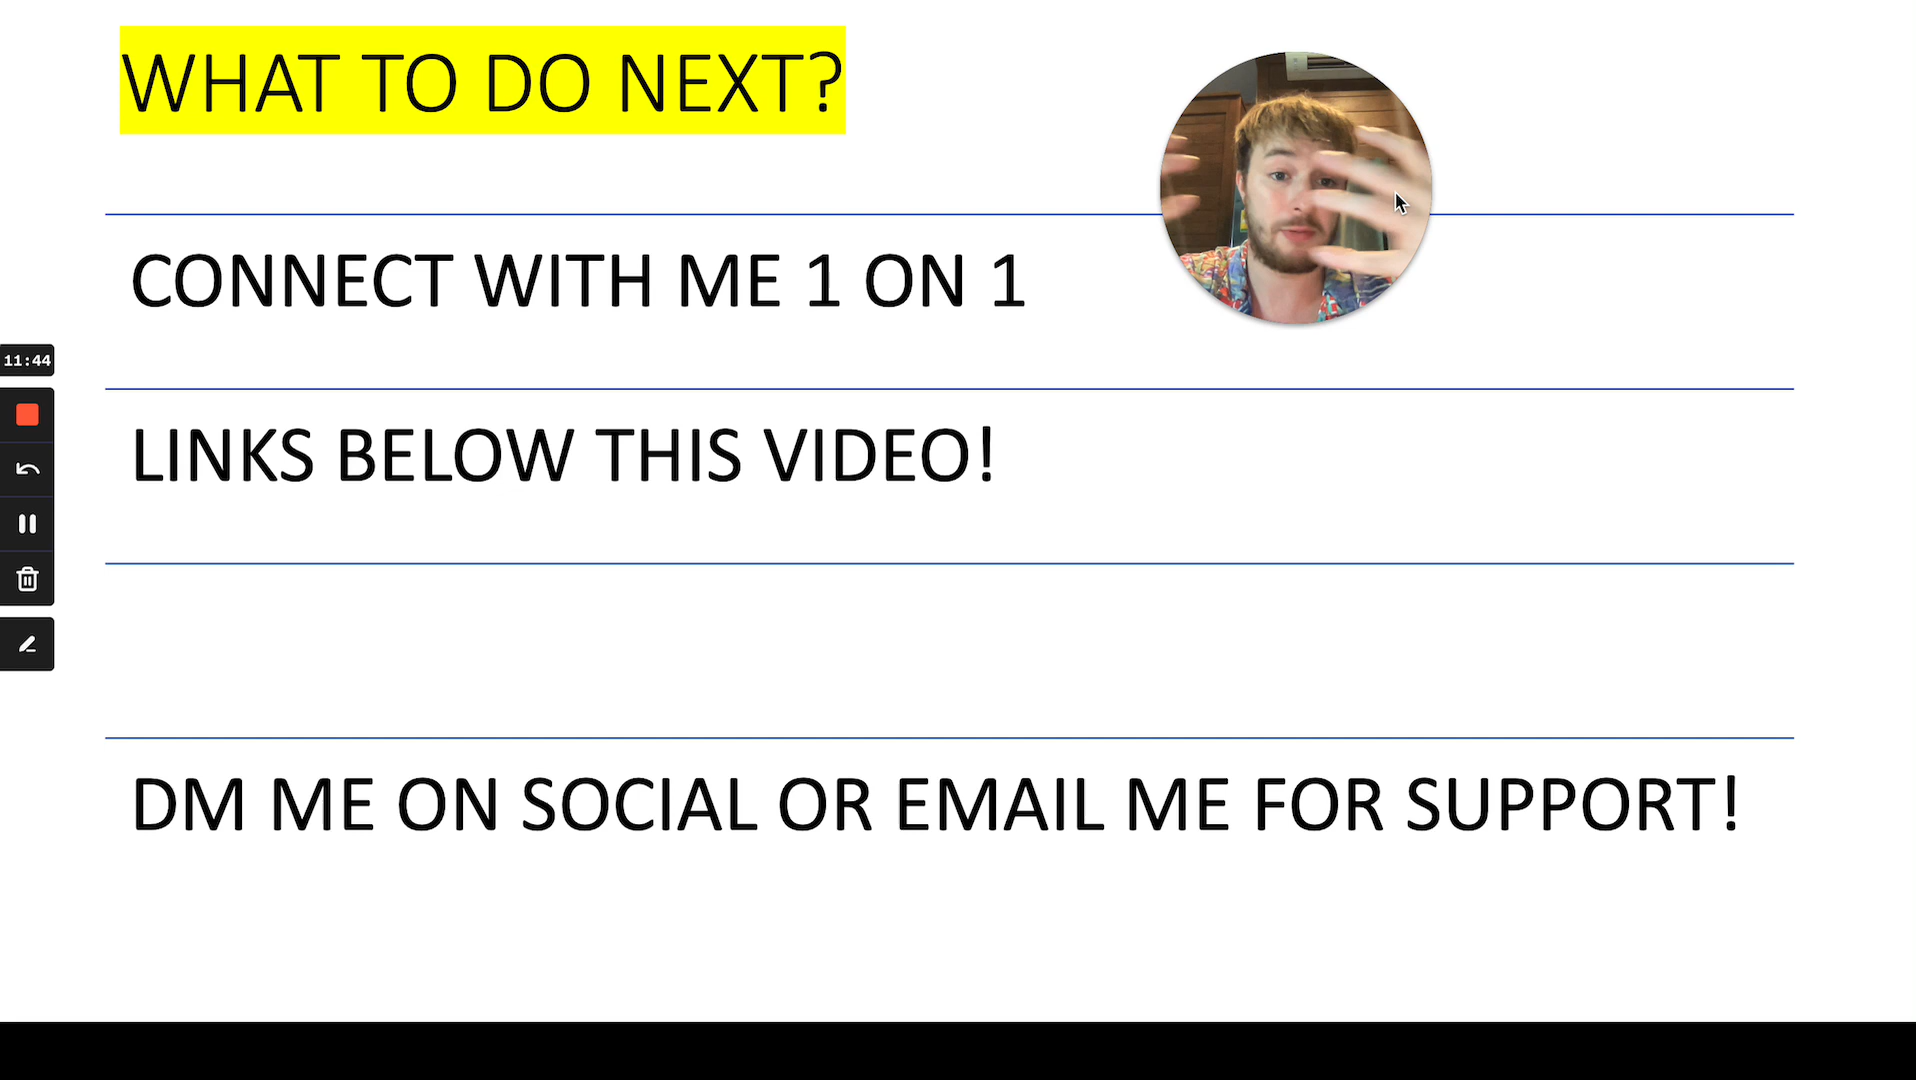 WHAT TO DO NEXT?
CONNECT WITH ME 1 ON 1
LINKS BELOW THIS VIDEO!
11:44
DM ME ON SOCIAL OR EMAIL ME FOR SUPPORT!